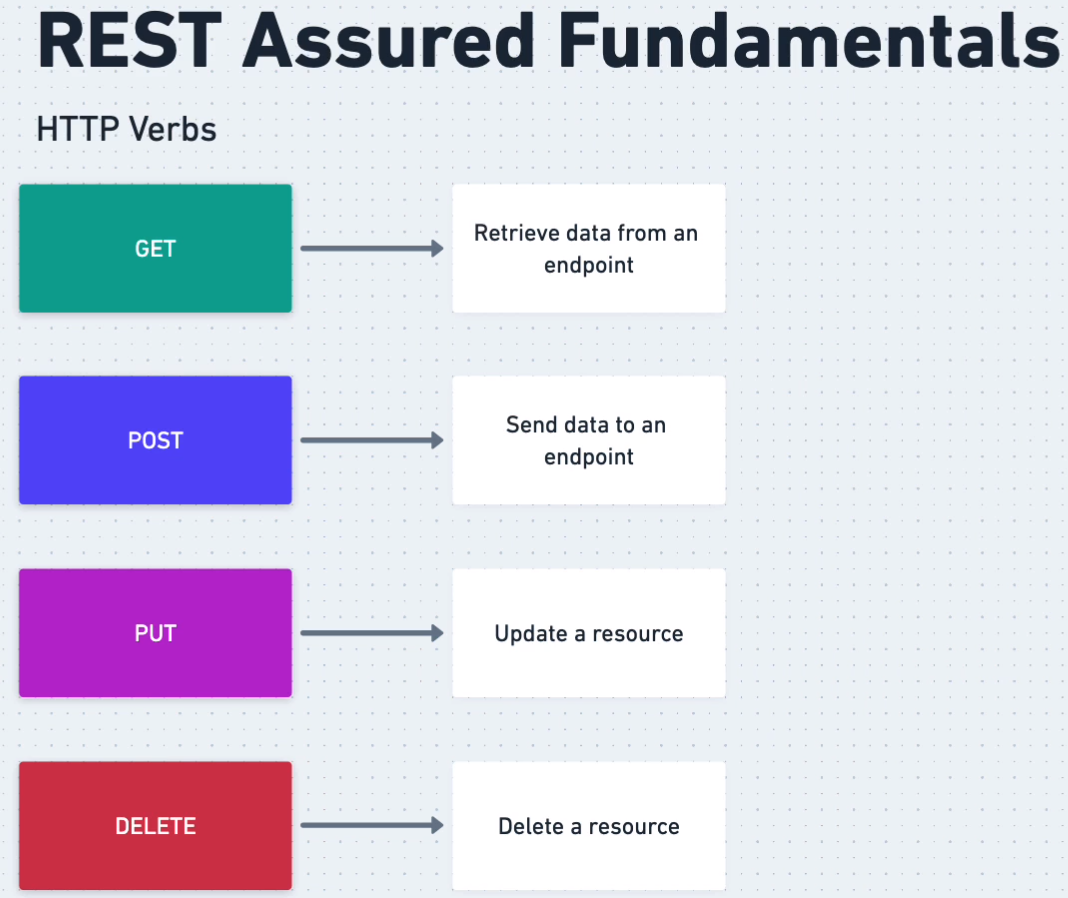 REST Assured Fundamentals
HTTP Verbs
GET
Retrieve data from an
endpoint
POST
Send data to an
endpoint
PUT
Update a resource
DELETE
Delete a resource